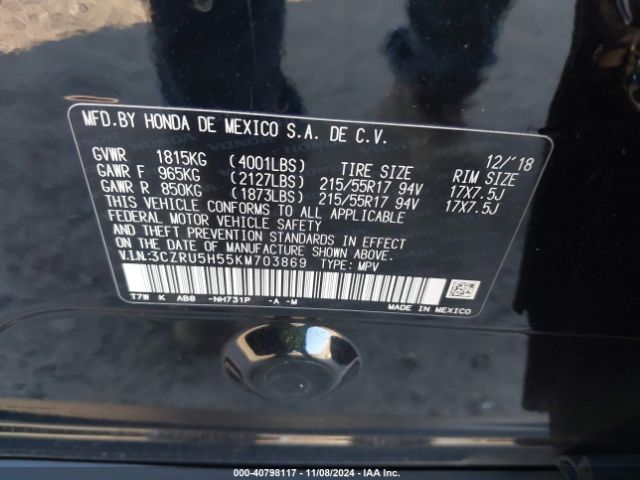 MFD.BY HONDA DE MEXICO S.A. DE C.V.
12/'18
GVWR 1815KG (4001LBS) TIRE SIZE RIM SIZE
GAWR F 965KG (2127LBS) 215/55R17 94V 17X7.5J
GAWR R 850KG (1873LBS) 215/55R17 94V 17X7.5J
THIS VEHICLE CONFORMS TO ALL APPLICABLE
FEDERAL MOTOR VEHICLE SAFETY
AND THEFT PREVENTION STANDARDS IN EFFECT
ON THE DATE OF MANUFACTURE SHOWN ABOVE.
V.I.N.:3CZRU5H55KM703869 TYPE: MPV
T7W K AB8 -NH731P -A -M
MADE IN MEXICO
000-40798117 - 11/08/2024 - IAA Inc.